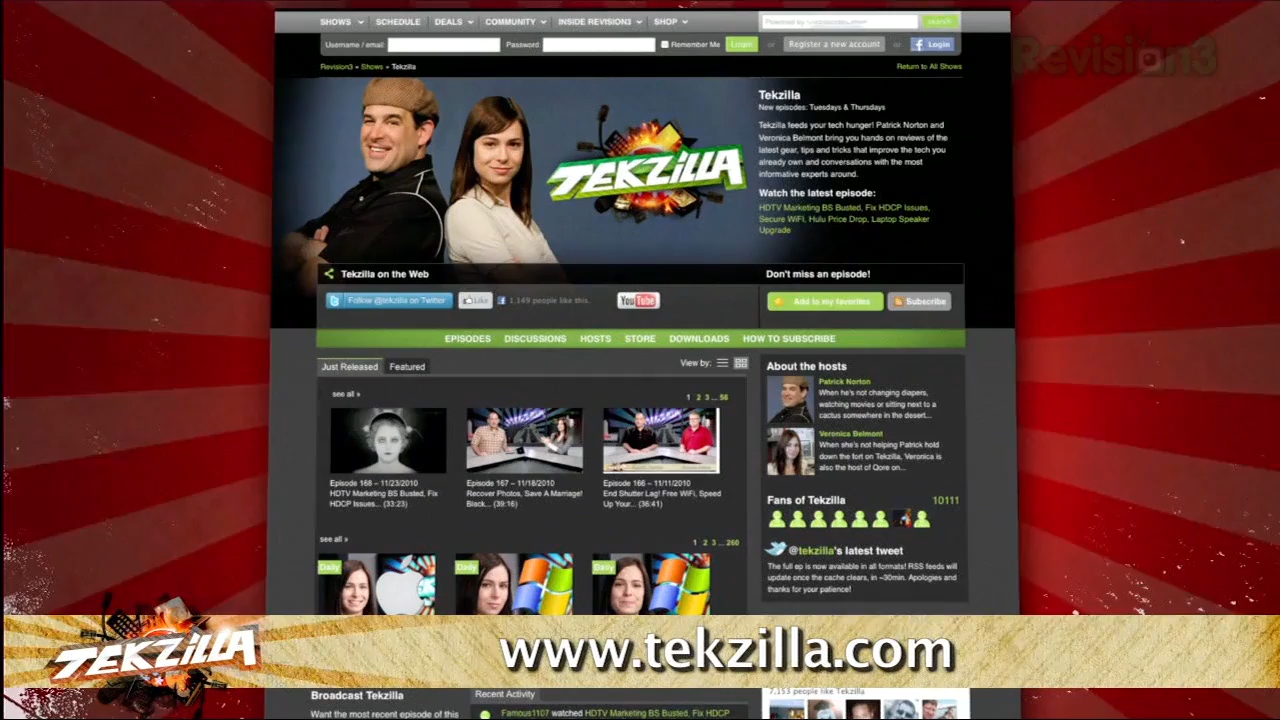 SHOWS SCHEDULE DEALS COMMUNITY INSIDE REVISION3 SHOP
Powered by
search
Username / email: Password: Remember Me Login or Register a new account or Login
Revision3
Revision3 » Shows » Tekzilla
Return to All Shows
TEKZILLA
Tekzilla
New episodes: Tuesdays & Thursdays
Tekzilla feeds your tech hunger! Patrick Norton and
Veronica Belmont bring you hands on reviews of the
latest gear, tips and tricks that improve the tech you
already own and conversations with the most
informative experts around.
Watch the latest episode:
HDTV Marketing BS Busted, Fix HDCP Issues,
Secure WiFi, Hulu Price Drop, Laptop Speaker
Upgrade
Tekzilla on the Web
Don't miss an episode!
Follow @tekzilla on Twitter
Like
1,149 people like this.
YouTube
Add to my favorites
Subscribe
EPISODES DISCUSSIONS HOSTS STORE DOWNLOADS HOW TO SUBSCRIBE
Just Released Featured
View by:
see all »
1 2 3 ... 56
Episode 168 – 11/23/2010
HDTV Marketing BS Busted, Fix
HDCP Issues... (33:23)
Episode 167 – 11/18/2010
Recover Photos, Save A Marriage!
Black... (39:16)
Episode 166 – 11/11/2010
End Shutter Lag! Free WiFi, Speed
Up Your... (36:41)
see all »
1 2 3 ... 260
Daily
Daily
Daily
About the hosts
Patrick Norton
When he's not changing diapers,
watching movies or sitting next to a
cactus somewhere in the desert...
Veronica Belmont
When she's not helping Patrick hold
down the fort on Tekzilla, Veronica is
also the host of Qore on...
Fans of Tekzilla
10111
@tekzilla's latest tweet
The full ep is now available in all formats! RSS feeds will
update once the cache clears, in ~30min. Apologies and
thanks for your patience!
TEKZILLA
www.tekzilla.com
Broadcast Tekzilla
Want the most recent episode of this
Recent Activity
Famous1107 watched HDTV Marketing BS Busted, Fix HDCP
7,153 people like Tekzilla